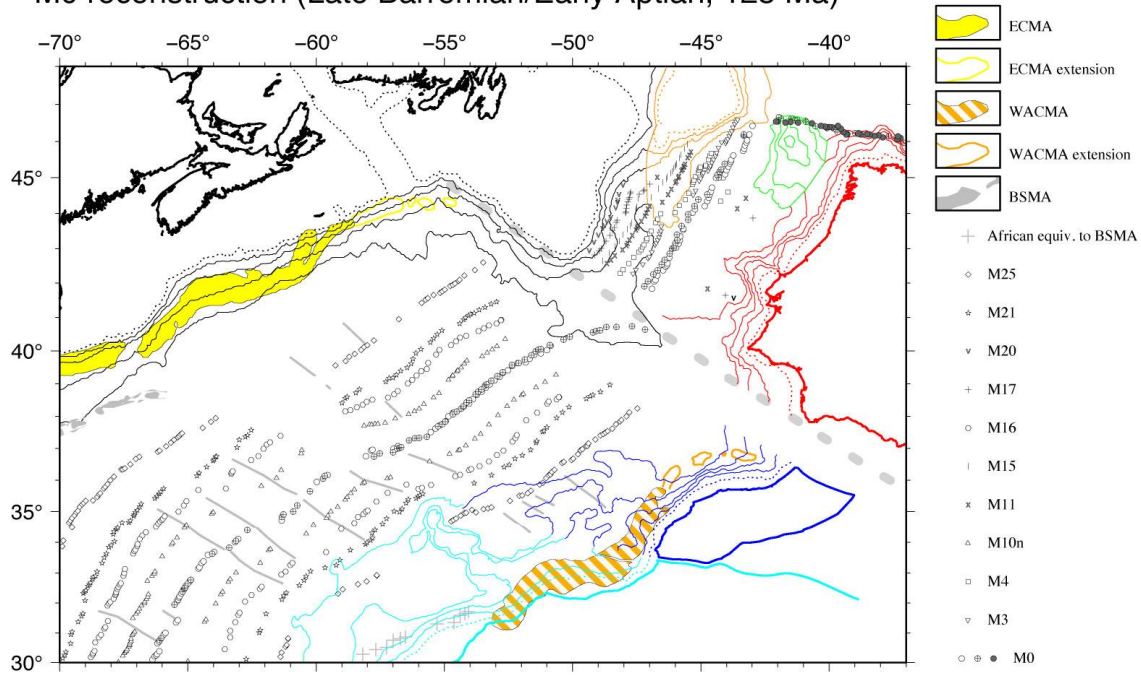 M0 reconstruction (Late Barremian/Early Aptian, 125 Ma)
−70° −65° −60° −55° −50° −45° −40°
45°
40°
35°
30°
ECMA
ECMA extension
WACMA
WACMA extension
BSMA
African equiv. to BSMA
M25
M21
M20
M17
M16
M15
M11
M10n
M4
M3
M0